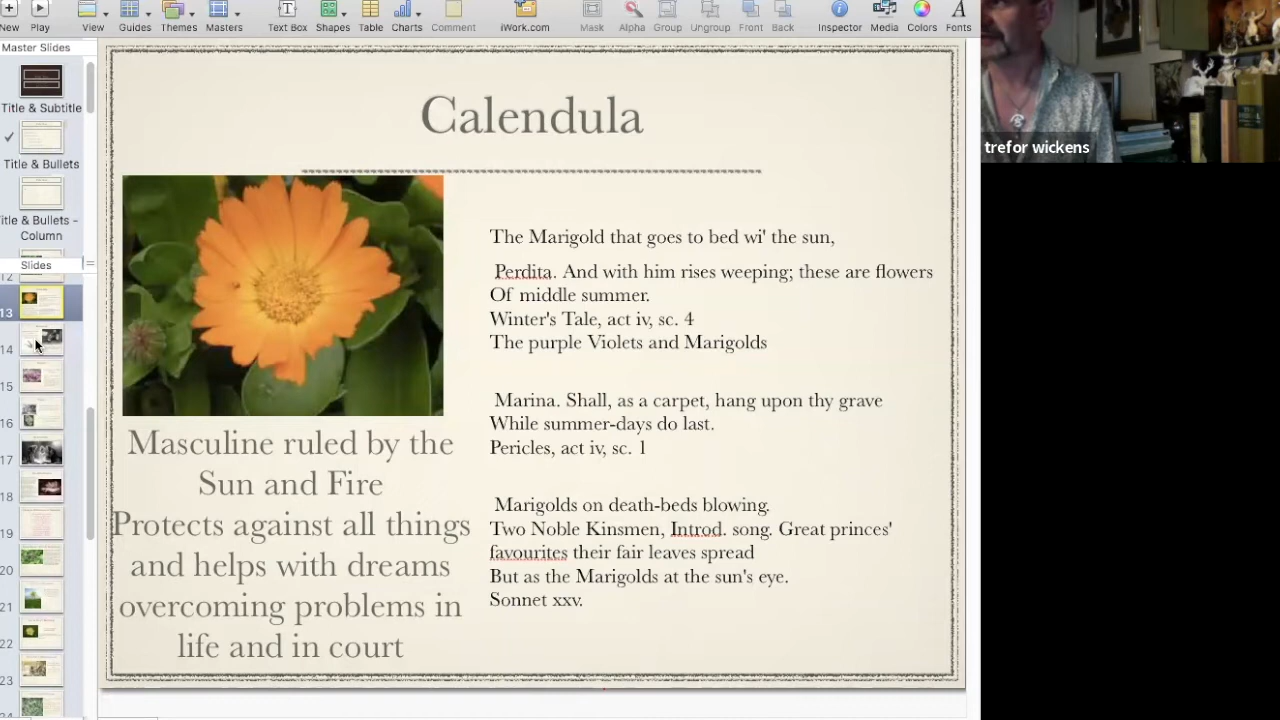 New Play View Guides Themes Masters Text Box Shapes Table Charts Comment iWork.com Mask Alpha Group Ungroup Front Back Inspector Media Colors Fonts
Master Slides
Title & Subtitle
Title & Bullets
Title & Bullets -
Column
Slides
12
13
14
15
16
17
18
19
20
21
22
23
24
Calendula
Masculine ruled by the
Sun and Fire
Protects against all things
and helps with dreams
overcoming problems in
life and in court
The Marigold that goes to bed wi' the sun,
Perdita. And with him rises weeping; these are flowers
Of middle summer.
Winter's Tale, act iv, sc. 4
The purple Violets and Marigolds
Marina. Shall, as a carpet, hang upon thy grave
While summer-days do last.
Pericles, act iv, sc. 1
Marigolds on death-beds blowing.
Two Noble Kinsmen, Introd. song. Great princes'
favourites their fair leaves spread
But as the Marigolds at the sun's eye.
Sonnet xxv.
trefor wickens